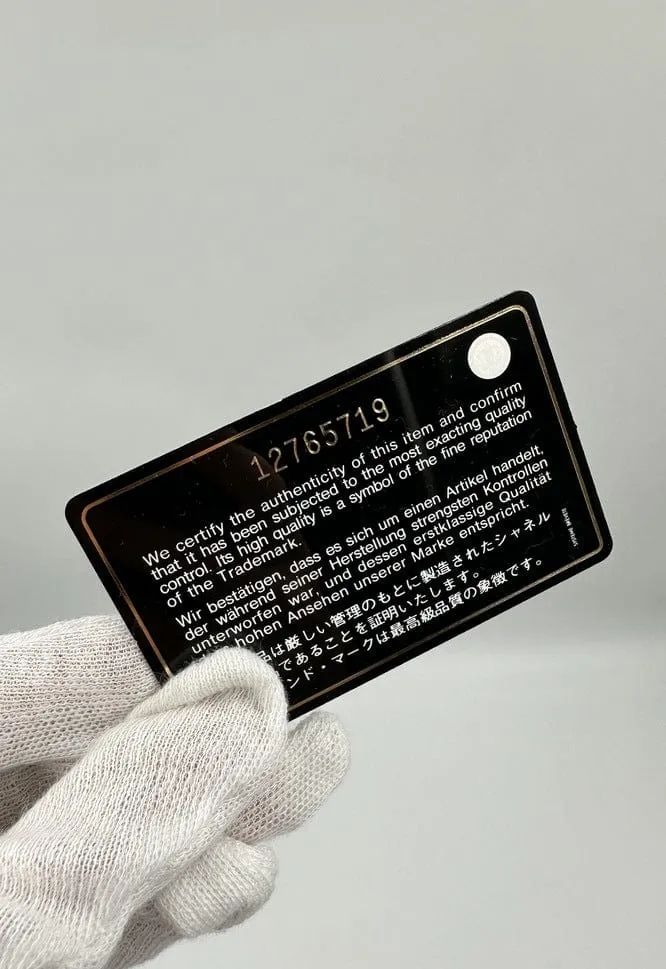 12765719
We certify the authenticity of this item and confirm
that it has been subjected to the most exacting quality
control. Its high quality is a symbol of the fine reputation
of the Trademark.
Wir bestätigen, dass es sich um einen Artikel handelt,
der während seiner Herstellung strengsten Kontrollen
unterworfen war, und dessen erstklassige Qualität
hohen Ansehen unserer Marke entspricht.
品は厳しい管理のもとに製造されたシャネル
であることを証明いたします。
ンド・マークは最高級品質の象徴です。